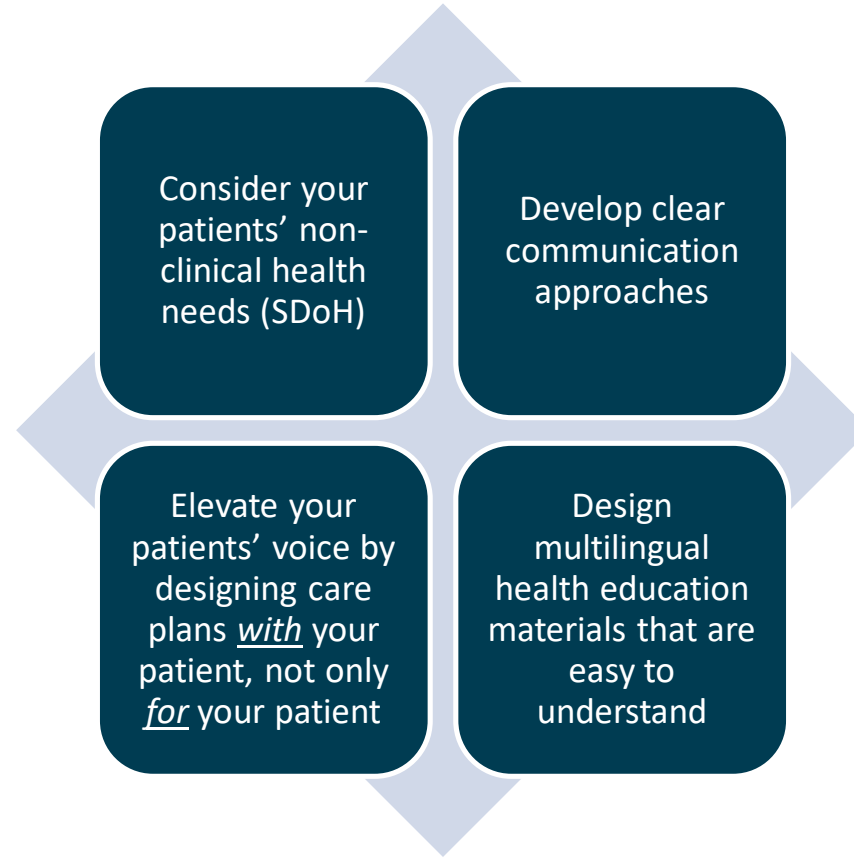 Consider your
patients’ non-
clinical health
needs (SDoH)
Develop clear
communication
approaches
Elevate your
patients’ voice by
designing care
plans with your
patient, not only
for your patient
Design
multilingual
health education
materials that are
easy to
understand